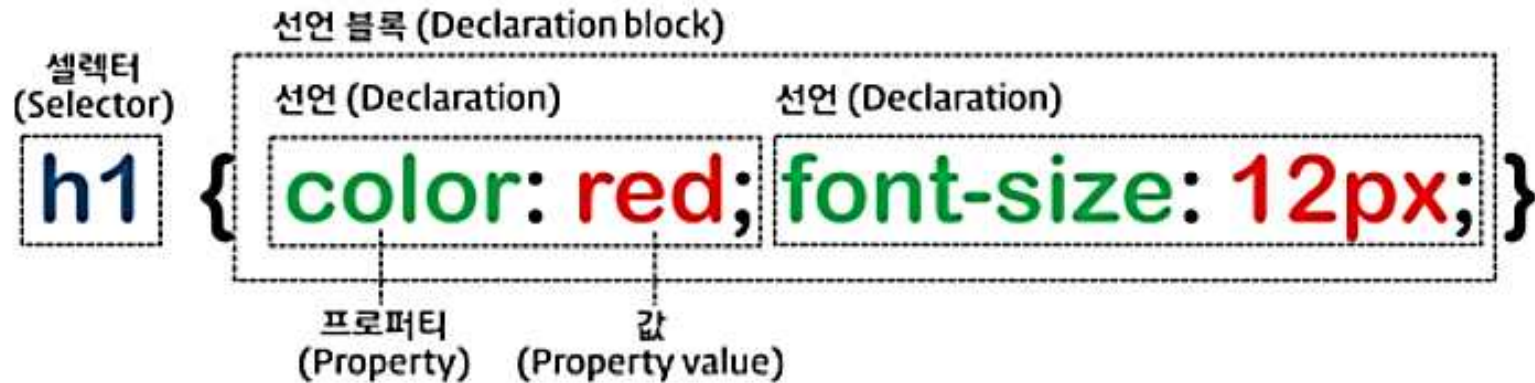 선언 블록 (Declaration block)
셀렉터
(Selector)
선언 (Declaration) 선언 (Declaration)
h1 { color: red; font-size: 12px; }
프로퍼티 값
(Property) (Property value)